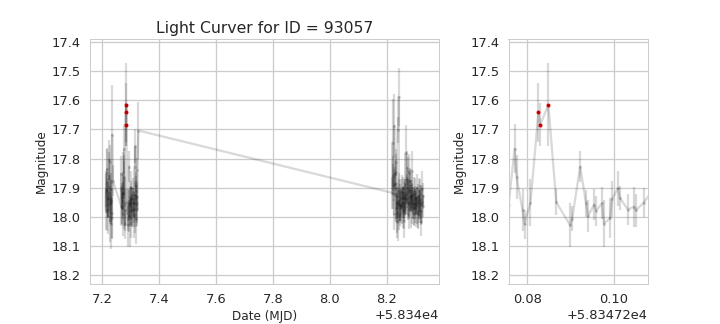 Light Curver for ID = 93057
17.4
17.5
17.6
17.7
17.8
17.9
18.0
18.1
18.2
Magnitude
7.2 7.4 7.6 7.8 8.0 8.2
Date (MJD)
+5.834e4
17.4
17.5
17.6
17.7
17.8
17.9
18.0
18.1
18.2
Magnitude
0.08 0.10
+5.83472e4